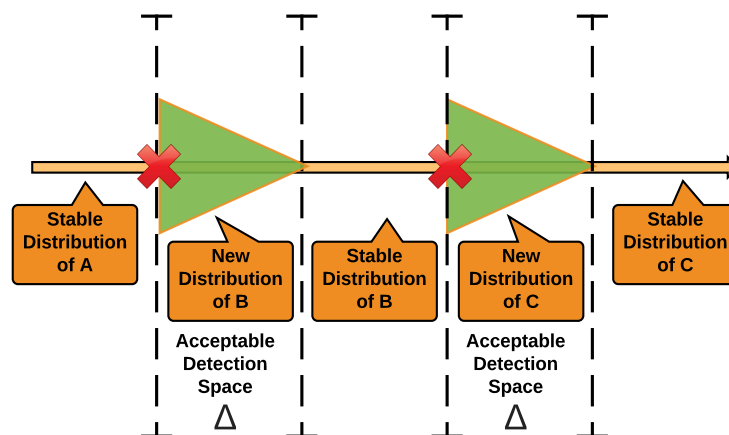 Stable
Distribution
of A
New
Distribution
of B
Stable
Distribution
of B
New
Distribution
of C
Stable
Distribution
of C
Acceptable
Detection
Space
Δ
Acceptable
Detection
Space
Δ